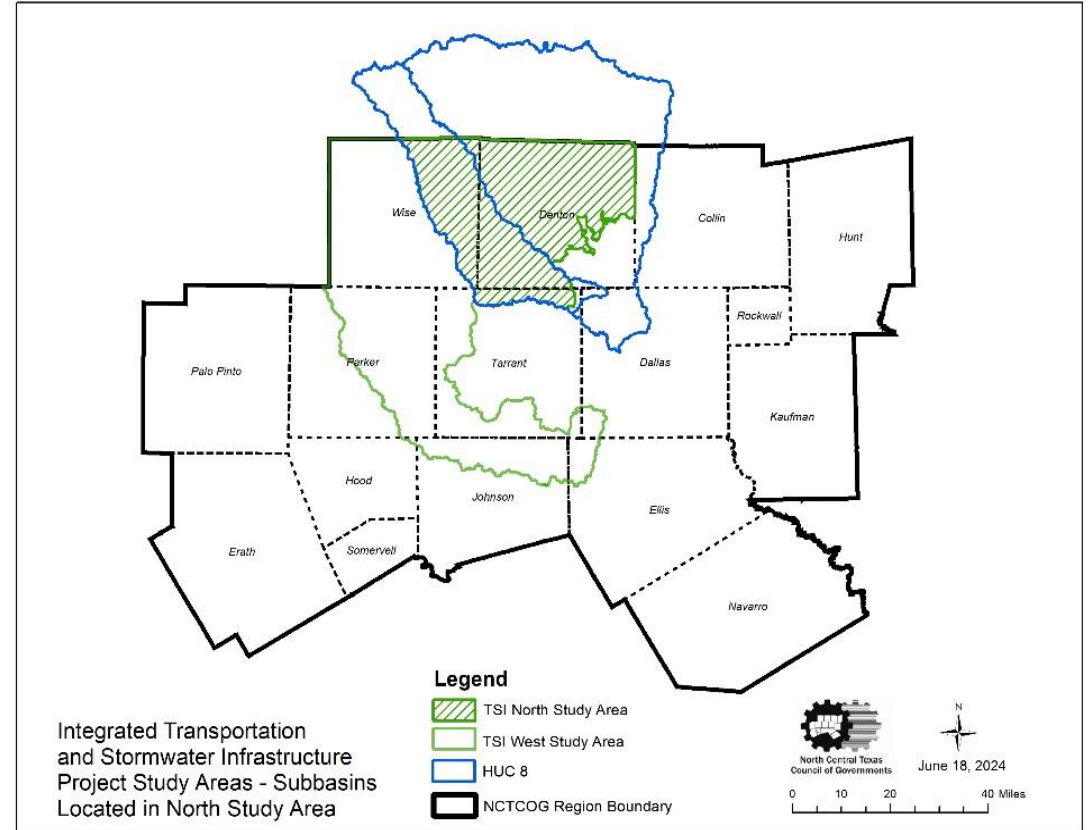 Wise
Denton
Collin
Hunt
Rockwall
Palo Pinto
Parker
Tarrant
Dallas
Kaufman
Hood
Johnson
Ellis
Erath
Somervell
Navarro
Legend
TSI North Study Area
TSI West Study Area
HUC 8
NCTCOG Region Boundary
Integrated Transportation
and Stormwater Infrastructure
Project Study Areas - Subbasins
Located in North Study Area
North Central Texas
Council of Governments
N
June 18, 2024
0 10 20 40 Miles